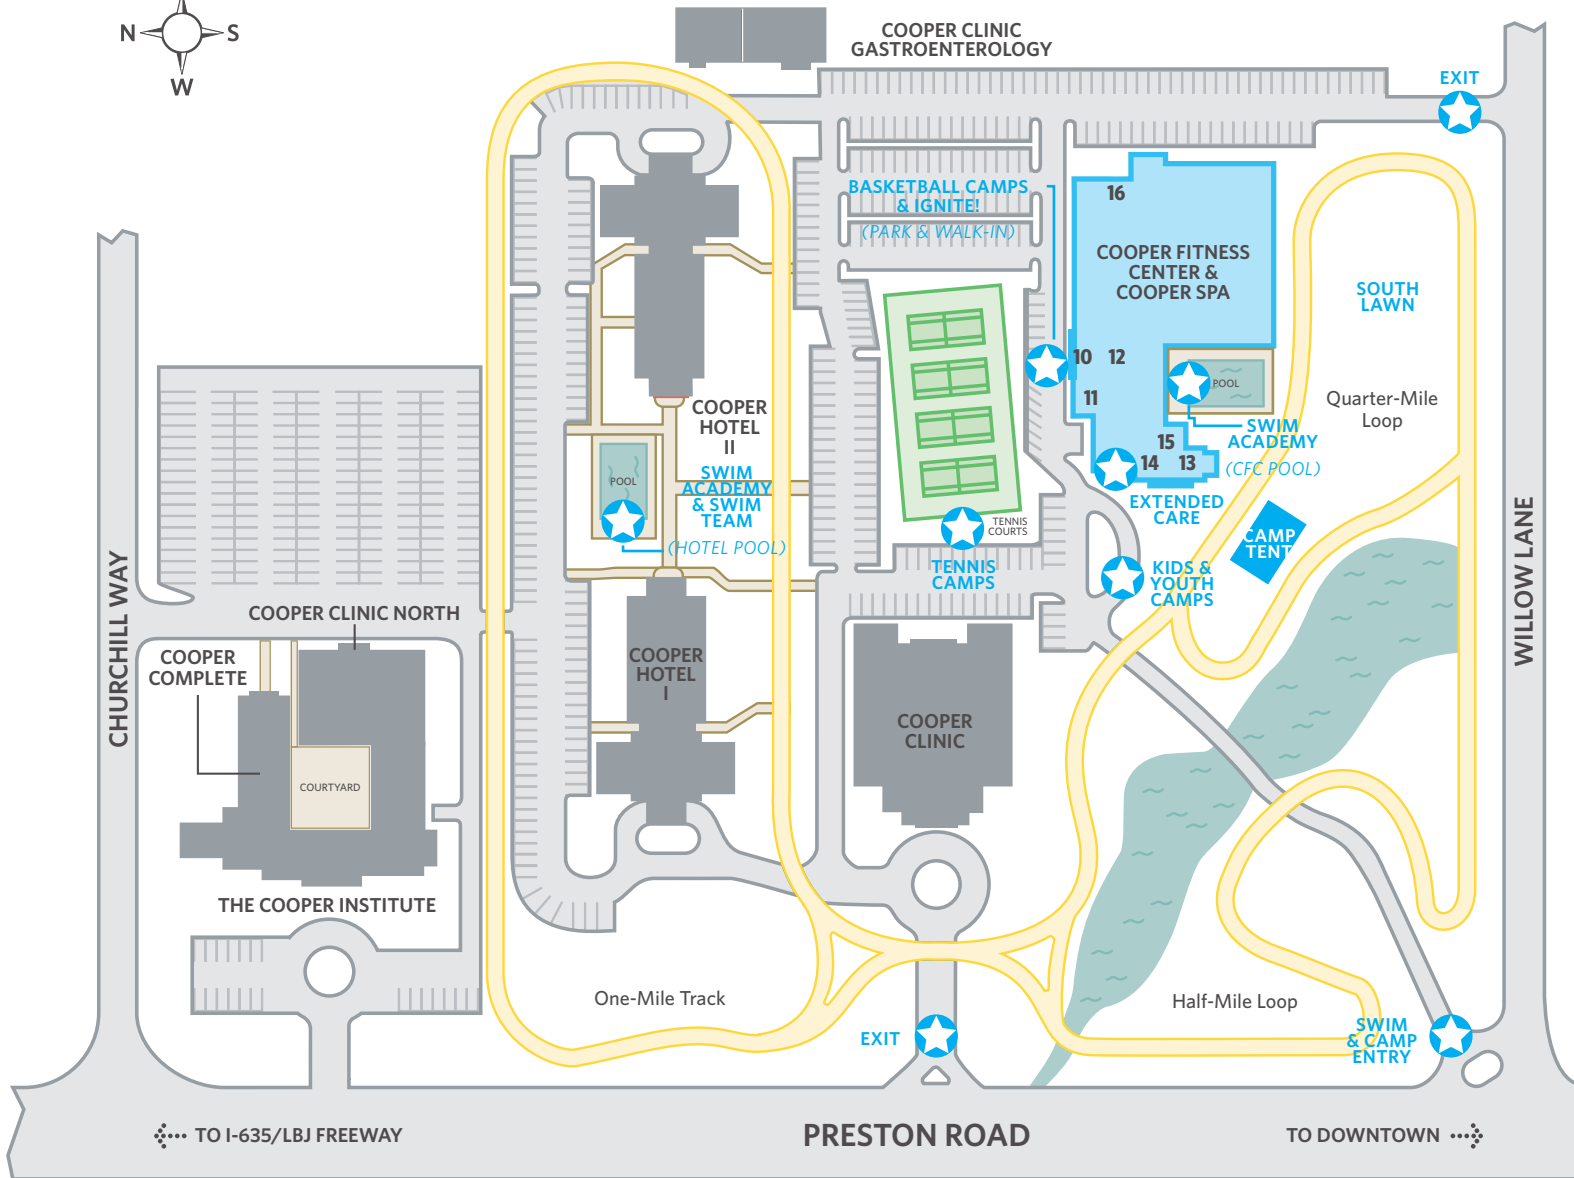 N
S
W
COOPER CLINIC
GASTROENTEROLOGY
EXIT
BASKETBALL CAMPS
& IGNITE!
(PARK & WALK-IN)
16
COOPER FITNESS
CENTER &
COOPER SPA
SOUTH
LAWN
10
12
11
POOL
Quarter-Mile
Loop
COOPER
HOTEL
II
SWIM
ACADEMY
(CFC POOL)
15
14
13
POOL
SWIM
ACADEMY
& SWIM
TEAM
(HOTEL POOL)
EXTENDED
CARE
TENNIS
COURTS
CAMP
TENT
TENNIS
CAMPS
KIDS &
YOUTH
CAMPS
CHURCHILL WAY
WILLOW LANE
COOPER CLINIC NORTH
COOPER
COMPLETE
COOPER
HOTEL
I
COOPER
CLINIC
COURTYARD
THE COOPER INSTITUTE
One-Mile Track
Half-Mile Loop
EXIT
SWIM
& CAMP
ENTRY
TO I-635/LBJ FREEWAY
PRESTON ROAD
TO DOWNTOWN